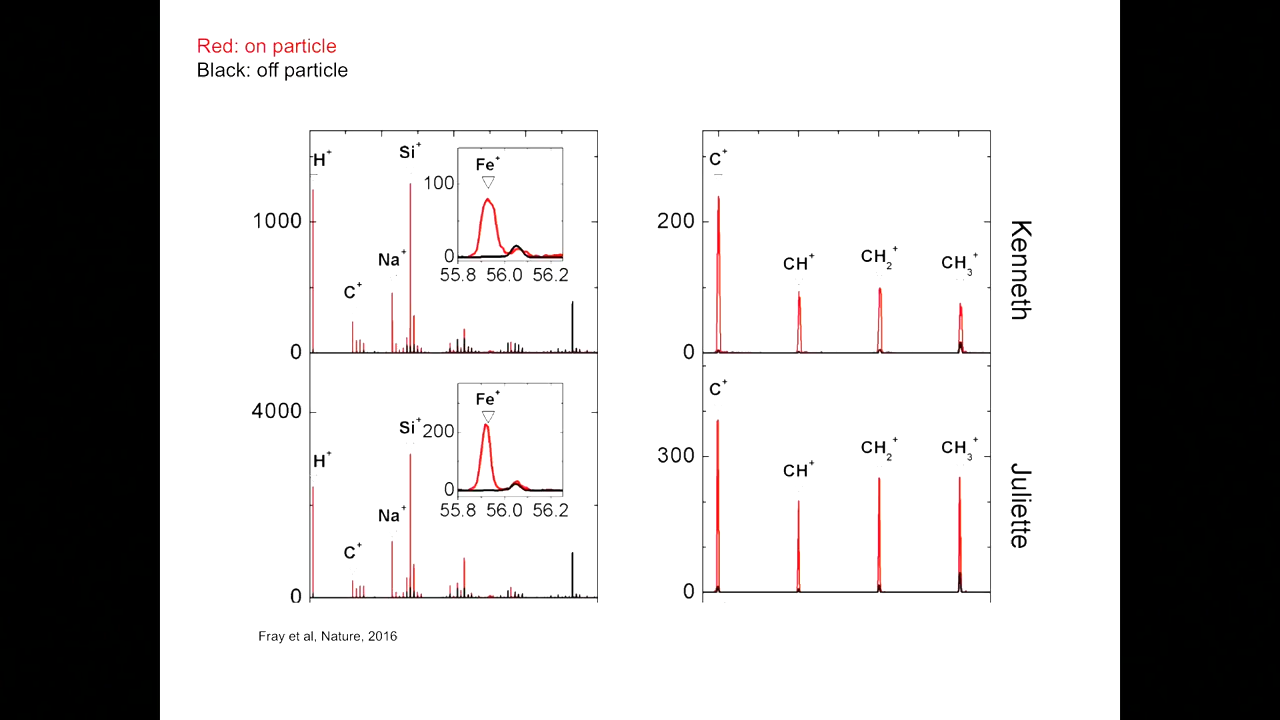 Red: on particle
Black: off particle
H⁺
C⁺
Na⁺
Si⁺
1000
0
Fe⁺
100
0
55.8 56.0 56.2
C⁺
CH⁺
CH₂⁺
CH₃⁺
200
0
Kenneth
4000
0
H⁺
C⁺
Na⁺
Si⁺
Fe⁺
200
0
55.8 56.0 56.2
C⁺
CH⁺
CH₂⁺
CH₃⁺
300
0
Juliette
Fray et al, Nature, 2016